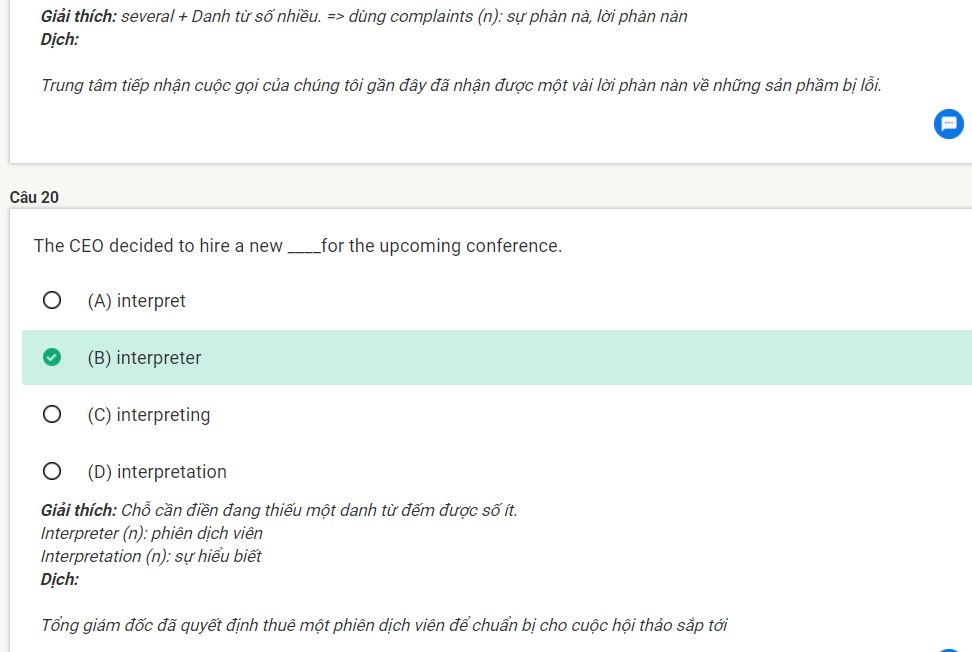 Giải thích: several + Danh từ số nhiều. => dùng complaints (n): sự phàn nà, lời phàn nàn
Dịch:
Trung tâm tiếp nhận cuộc gọi của chúng tôi gần đây đã nhận được một vài lời phàn nàn về những sản phầm bị lỗi.
Câu 20
The CEO decided to hire a new ____for the upcoming conference.
(A) interpret
(B) interpreter
(C) interpreting
(D) interpretation
Giải thích: Chỗ cần điền đang thiếu một danh từ đếm được số ít.
Interpreter (n): phiên dịch viên
Interpretation (n): sự hiểu biết
Dịch:
Tổng giám đốc đã quyết định thuê một phiên dịch viên để chuẩn bị cho cuộc hội thảo sắp tới